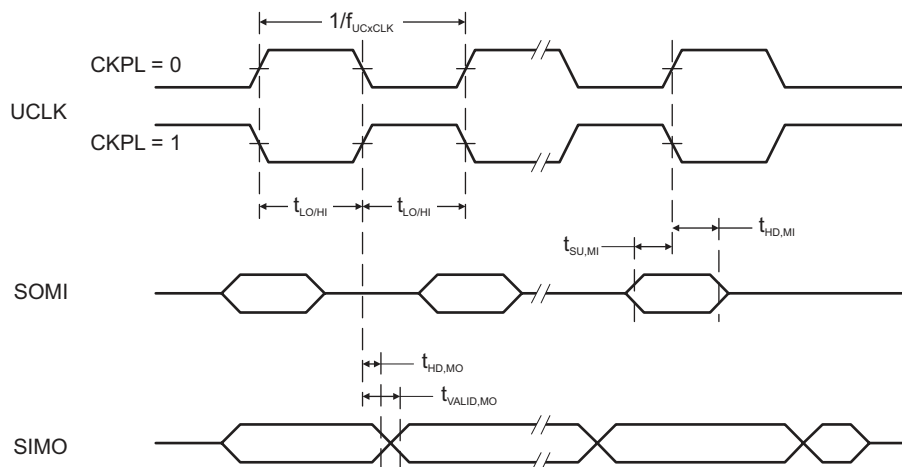 1/fUCxCLK
CKPL = 0
UCLK
CKPL = 1
tLO/HI tLO/HI
tHD,MI
tSU,MI
SOMI
tHD,MO
tVALID,MO
SIMO